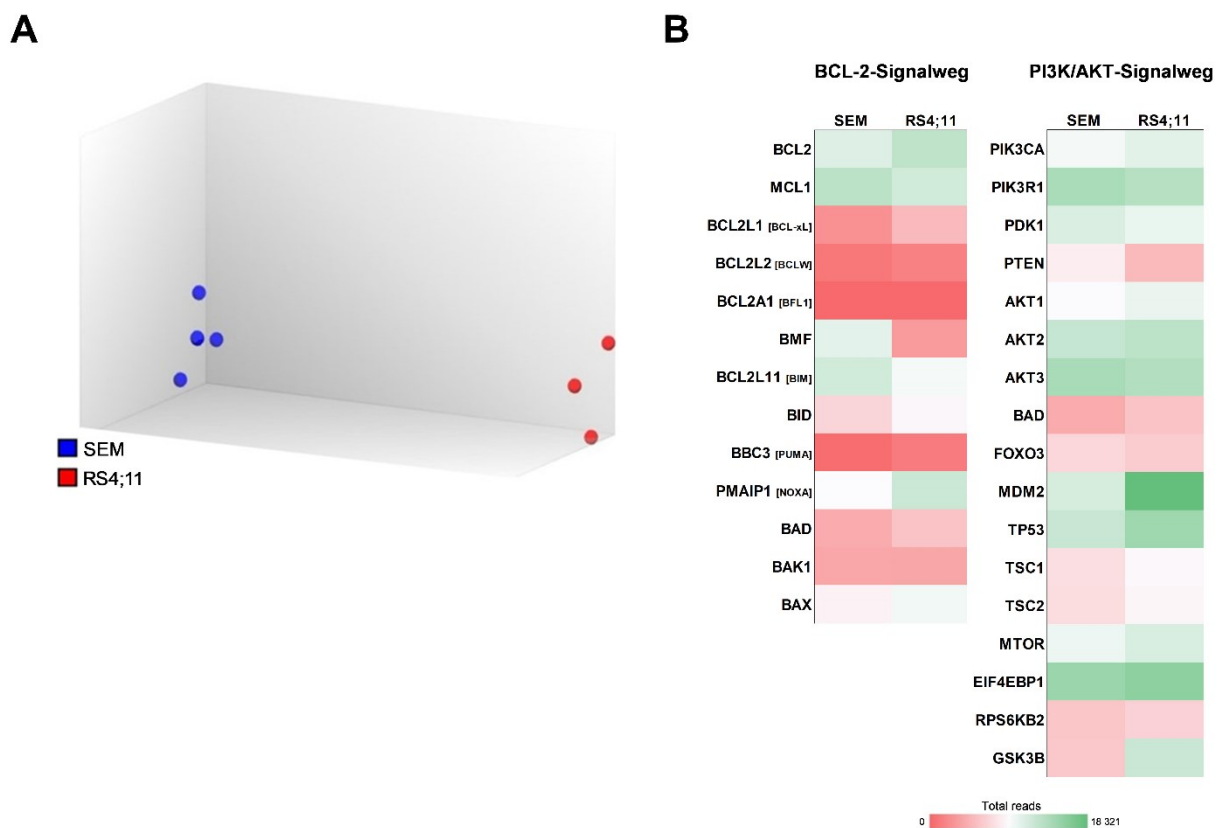 A
SEM
RS4;11
B
BCL-2-Signalweg
SEM RS4;11
BCL2
MCL1
BCL2L1 [BCL-xL]
BCL2L2 [BCLW]
BCL2A1 [BFL1]
BMF
BCL2L11 [BIM]
BID
BBC3 [PUMA]
PMAIP1 [NOXA]
BAD
BAK1
BAX
PI3K/AKT-Signalweg
SEM RS4;11
PIK3CA
PIK3R1
PDK1
PTEN
AKT1
AKT2
AKT3
BAD
FOXO3
MDM2
TP53
TSC1
TSC2
MTOR
EIF4EBP1
RPS6KB2
GSK3B
Total reads
0 18 321